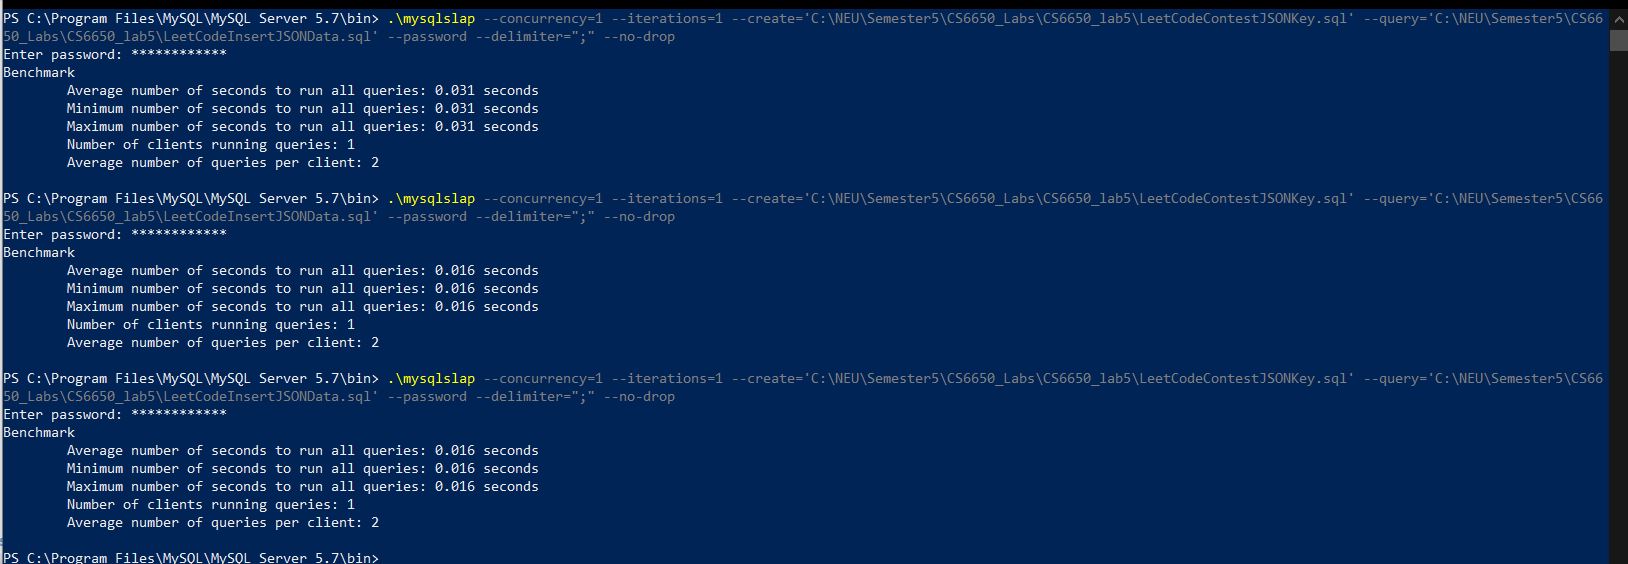 PS C:\Program Files\MySQL\MySQL Server 5.7\bin> .\mysqlslap --concurrency=1 --iterations=1 --create='C:\NEU\Semester5\CS6650_Labs\CS6650_lab5\LeetCodeContestJSONKey.sql' --query='C:\NEU\Semester5\CS66
50_Labs\CS6650_lab5\LeetCodeInsertJSONData.sql' --password --delimiter=";" --no-drop
Enter password: ************
Benchmark
Average number of seconds to run all queries: 0.031 seconds
Minimum number of seconds to run all queries: 0.031 seconds
Maximum number of seconds to run all queries: 0.031 seconds
Number of clients running queries: 1
Average number of queries per client: 2
PS C:\Program Files\MySQL\MySQL Server 5.7\bin> .\mysqlslap --concurrency=1 --iterations=1 --create='C:\NEU\Semester5\CS6650_Labs\CS6650_lab5\LeetCodeContestJSONKey.sql' --query='C:\NEU\Semester5\CS66
50_Labs\CS6650_lab5\LeetCodeInsertJSONData.sql' --password --delimiter=";" --no-drop
Enter password: ************
Benchmark
Average number of seconds to run all queries: 0.016 seconds
Minimum number of seconds to run all queries: 0.016 seconds
Maximum number of seconds to run all queries: 0.016 seconds
Number of clients running queries: 1
Average number of queries per client: 2
PS C:\Program Files\MySQL\MySQL Server 5.7\bin> .\mysqlslap --concurrency=1 --iterations=1 --create='C:\NEU\Semester5\CS6650_Labs\CS6650_lab5\LeetCodeContestJSONKey.sql' --query='C:\NEU\Semester5\CS66
50_Labs\CS6650_lab5\LeetCodeInsertJSONData.sql' --password --delimiter=";" --no-drop
Enter password: ************
Benchmark
Average number of seconds to run all queries: 0.016 seconds
Minimum number of seconds to run all queries: 0.016 seconds
Maximum number of seconds to run all queries: 0.016 seconds
Number of clients running queries: 1
Average number of queries per client: 2
PS C:\Program Files\MySQL\MySQL Server 5.7\bin>